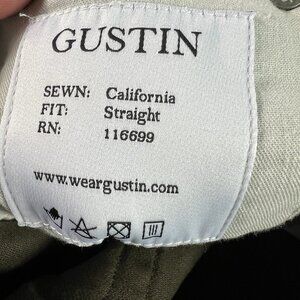 GUSTIN
SEWN: California
FIT: Straight
RN: 116699
www.weargustin.com